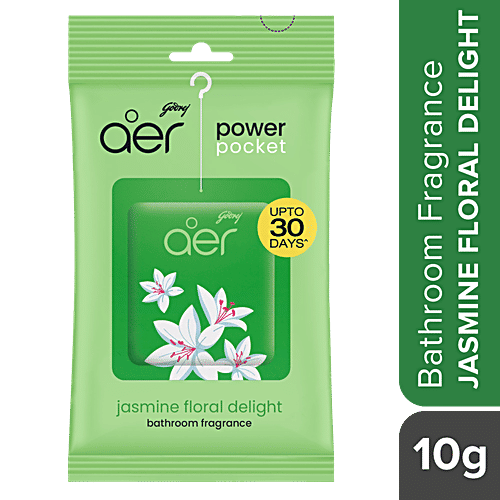 Godrej
aer
power
pocket
UPTO
30
DAYS^
Godrej
aer
jasmine floral delight
bathroom fragrance
Bathroom Fragrance
JASMINE FLORAL DELIGHT
10g